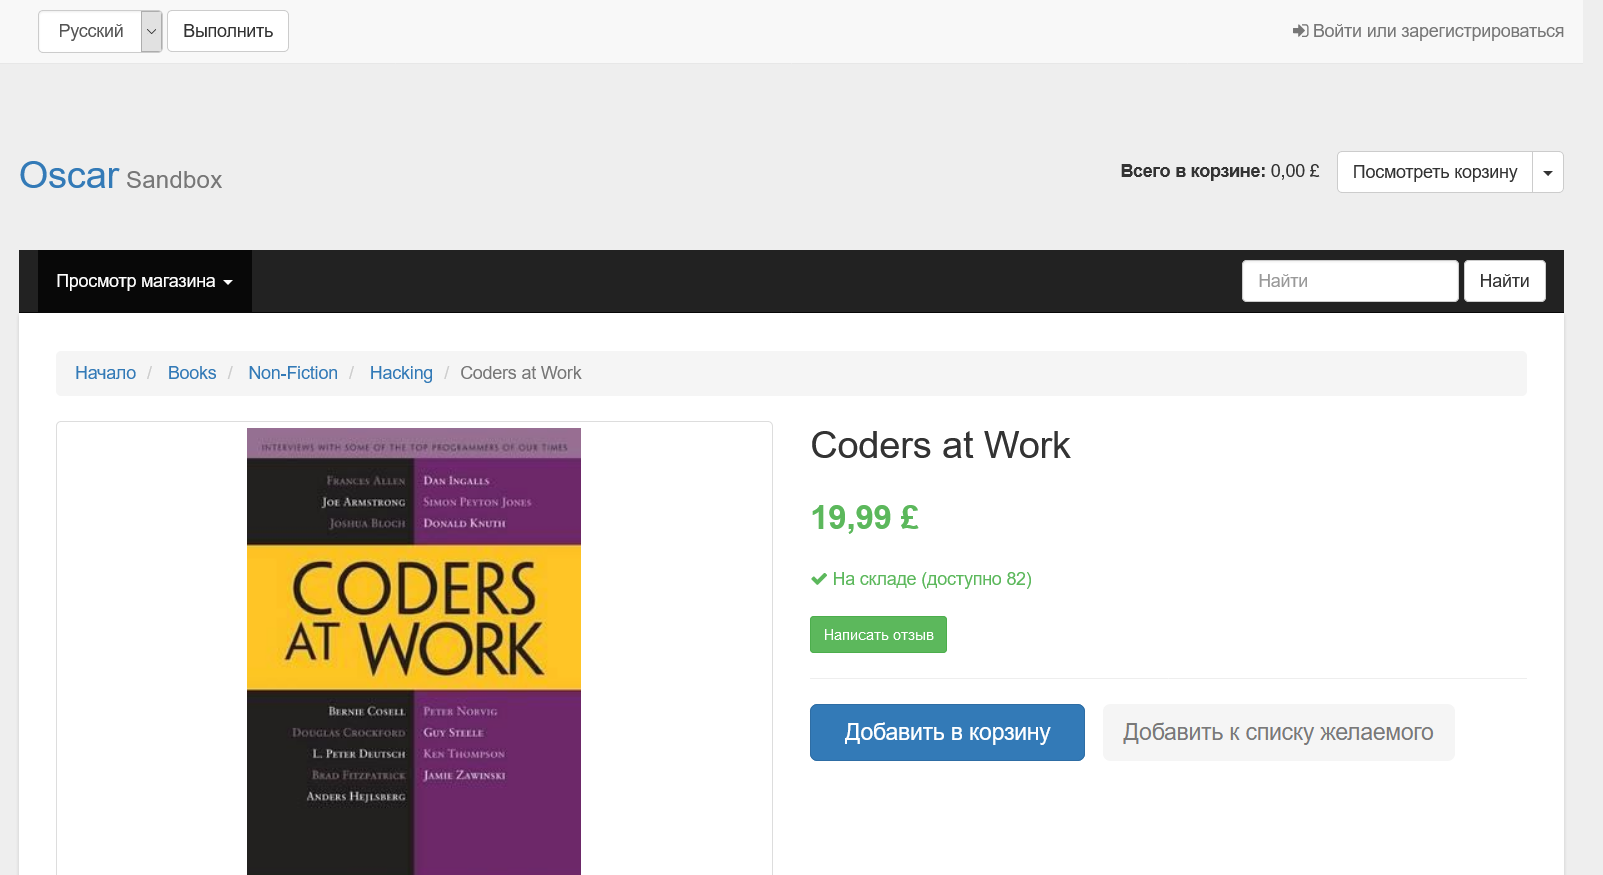 Русский
Выполнить
Войти или зарегистрироваться
Oscar Sandbox
Всего в корзине: 0,00 £
Посмотреть корзину
Просмотр магазина
Найти
Найти
Начало / Books / Non-Fiction / Hacking / Coders at Work
INTERVIEWS WITH SOME OF THE TOP PROGRAMMERS OF OUR TIMES
FRANCES ALLEN
JOE ARMSTRONG
JOSHUA BLOCH
DAN INGALLS
SIMON PEYTON JONES
DONALD KNUTH
CODERS
AT WORK
BERNIE COSELL
DOUGLAS CROCKFORD
L. PETER DEUTSCH
BRAD FITZPATRICK
ANDERS HEJLSBERG
PETER NORVIG
GUY STEELE
KEN THOMPSON
JAMIE ZAWINSKI
Coders at Work
19,99 £
На складе (доступно 82)
Написать отзыв
Добавить в корзину
Добавить к списку желаемого